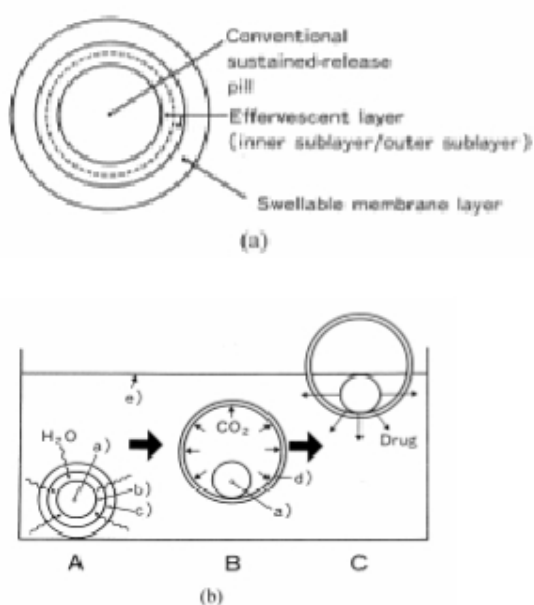 Conventional
sustained-release
pill
Effervescent layer
(inner sublayer/outer sublayer)
Swellable membrane layer
(a)
e)
H₂O
a)
b)
c)
CO₂
d)
a)
Drug
A
B
C
(b)